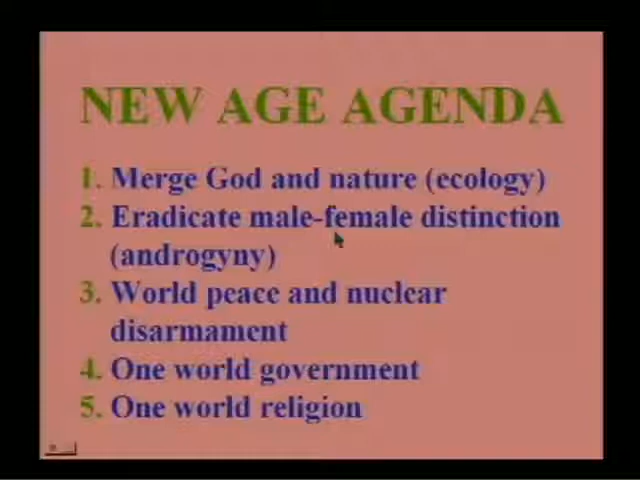 NEW AGE AGENDA
1. Merge God and nature (ecology)
2. Eradicate male-female distinction
(androgyny)
3. World peace and nuclear
disarmament
4. One world government
5. One world religion